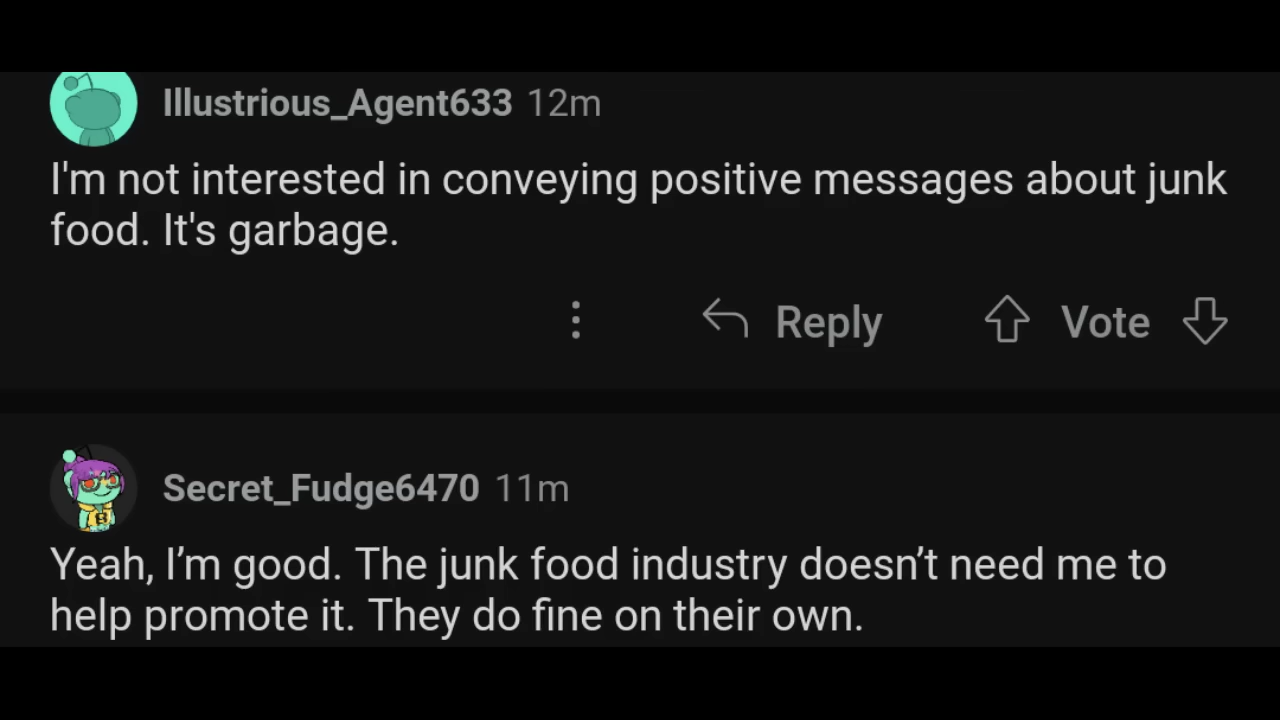 Illustrious_Agent633 12m
I'm not interested in conveying positive messages about junk
food. It's garbage.
Reply Vote
Secret_Fudge6470 11m
Yeah, I’m good. The junk food industry doesn’t need me to
help promote it. They do fine on their own.